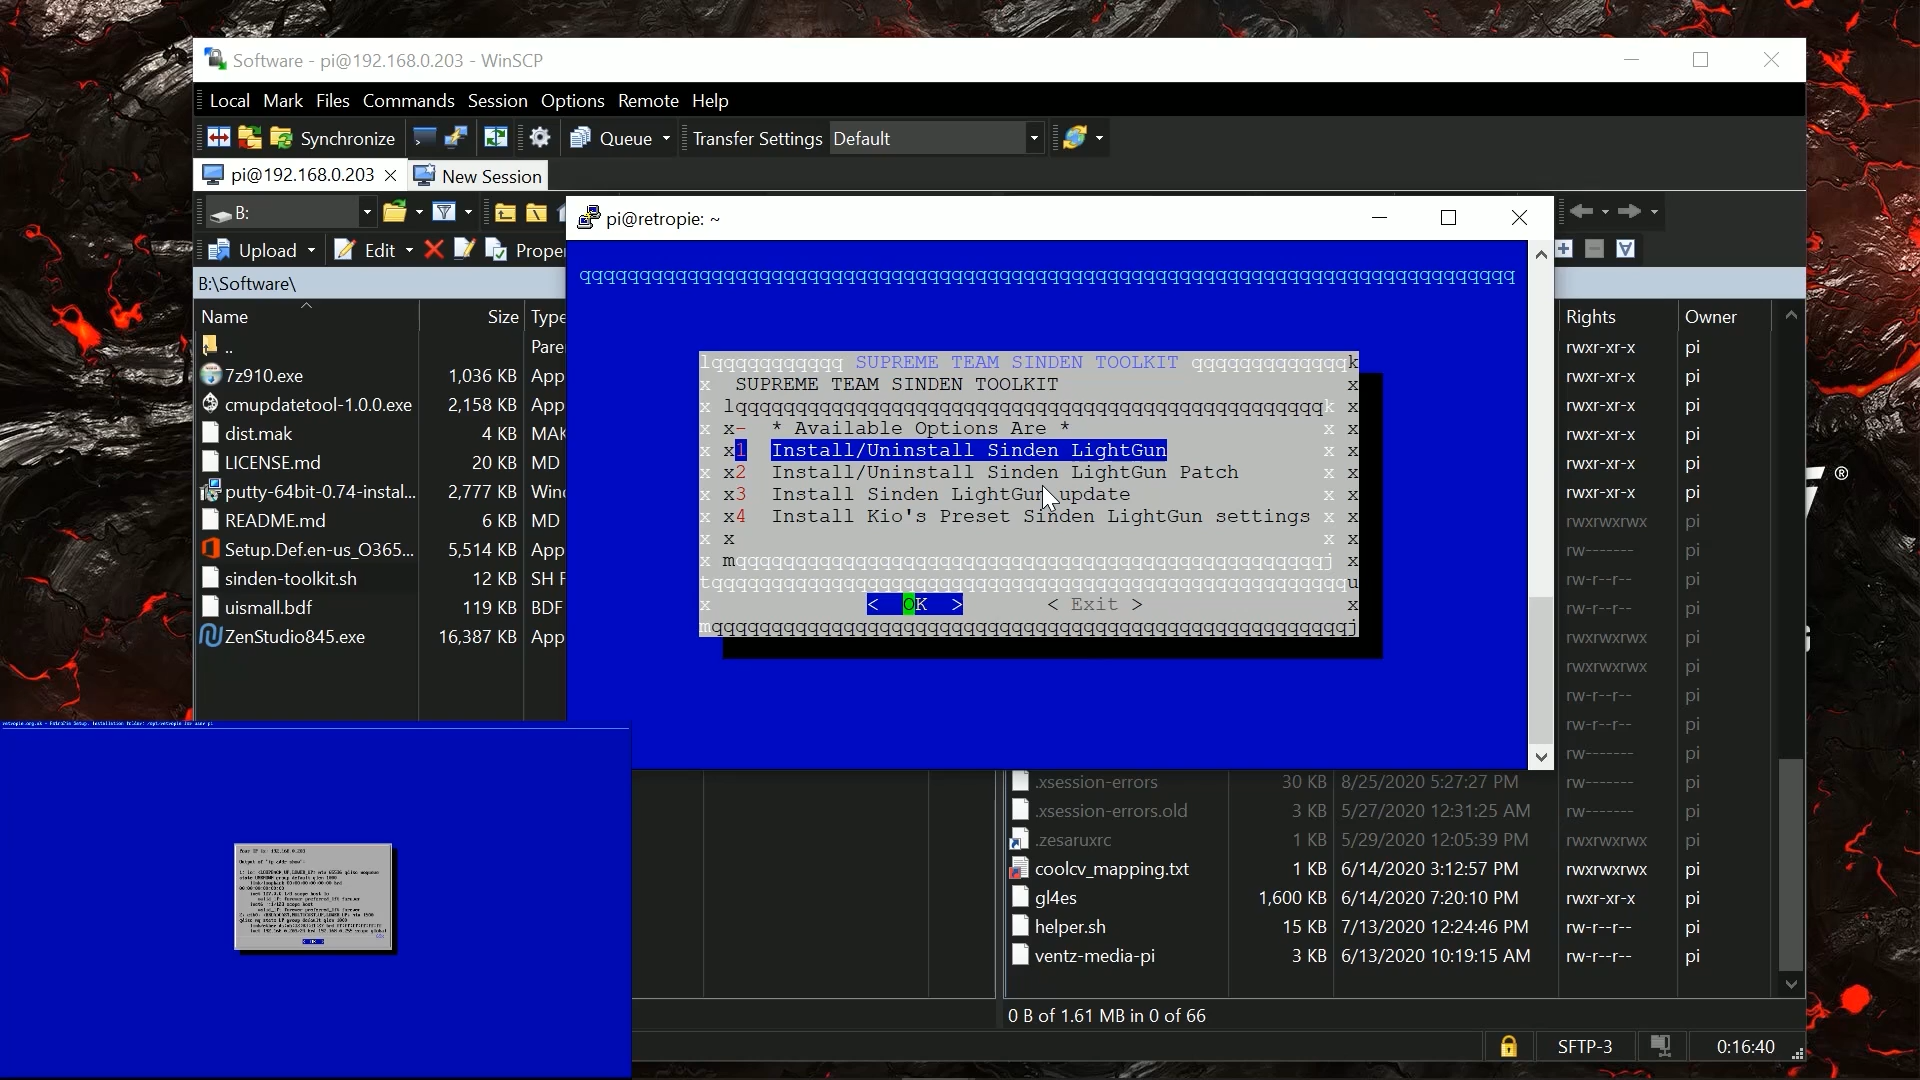 Software - pi@192.168.0.203 - WinSCP
Local Mark Files Commands Session Options Remote Help
Synchronize Queue Transfer Settings Default
pi@192.168.0.203 New Session
B:
Upload Edit Proper
B:\Software\
Name Size Type
.. Pare
7z910.exe 1,036 KB App
cmupdatetool-1.0.0.exe 2,158 KB App
dist.mak 4 KB MAK
LICENSE.md 20 KB MD
putty-64bit-0.74-instal... 2,777 KB Win
README.md 6 KB MD
Setup.Def.en-us_O365... 5,514 KB App
sinden-toolkit.sh 12 KB SH F
uismall.bdf 119 KB BDF
ZenStudio845.exe 16,387 KB App
pi@retropie: ~
SUPREME TEAM SINDEN TOOLKIT
SUPREME TEAM SINDEN TOOLKIT
- * Available Options Are *
1 Install/Uninstall Sinden LightGun
2 Install/Uninstall Sinden LightGun Patch
3 Install Sinden LightGun update
4 Install Kio's Preset Sinden LightGun settings
< OK > < Exit >
Rights Owner
rwxr-xr-x pi
rwxr-xr-x pi
rwxr-xr-x pi
rwxr-xr-x pi
rwxr-xr-x pi
rwxr-xr-x pi
rwxrwxrwx pi
rw------- pi
rw-r--r-- pi
rw-r--r-- pi
rwxrwxrwx pi
rwxrwxrwx pi
rw-r--r-- pi
rw-r--r-- pi
rw------- pi
.xsession-errors 30 KB 8/25/2020 5:27:27 PM rw------- pi
.xsession-errors.old 3 KB 5/27/2020 12:31:25 AM rw------- pi
.zesaruxrc 1 KB 5/29/2020 12:05:39 PM rwxrwxrwx pi
coolcv_mapping.txt 1 KB 6/14/2020 3:12:57 PM rwxrwxrwx pi
gl4es 1,600 KB 6/14/2020 7:20:10 PM rwxr-xr-x pi
helper.sh 15 KB 7/13/2020 12:24:46 PM rw-r--r-- pi
ventz-media-pi 3 KB 6/13/2020 10:19:15 AM rw-r--r-- pi
0 B of 1.61 MB in 0 of 66
SFTP-3 0:16:40
®
Your IP is: 192.168.0.203
Output of 'ip addr show':